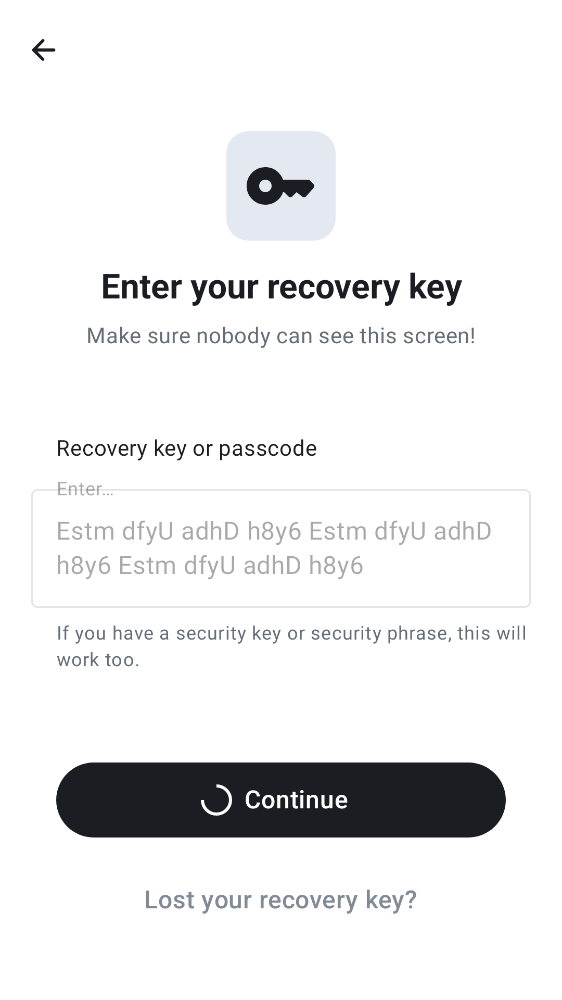 Enter your recovery key
Make sure nobody can see this screen!
Recovery key or passcode
Enter...
Estm dfyU adhD h8y6 Estm dfyU adhD
h8y6 Estm dfyU adhD h8y6
If you have a security key or security phrase, this will
work too.
Continue
Lost your recovery key?